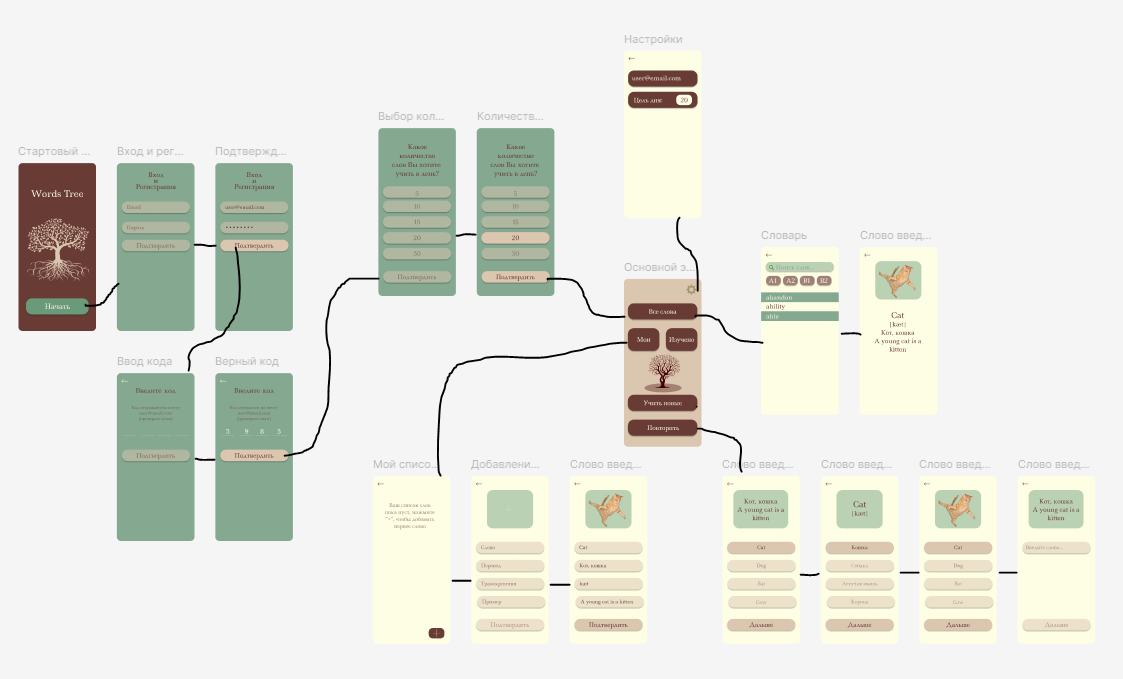 Настройки
←
user@email.com
Цель дня: 20
Стартовый ...
Words Tree
Начать
Вход и рег...
Вход
и
Регистрация
Email
Пароль
Подтвердить
Подтвержд...
Вход
и
Регистрация
user@email.com
••••••••
Подтвердить
Выбор кол...
Какое
количество
слов Вы хотите
учить в день?
5
10
15
20
30
Подтвердить
Количеств...
Какое
количество
слов Вы хотите
учить в день?
5
10
15
20
30
Подтвердить
Основной э...
Все слова
Мои
Изучено
Учить новые
Повторить
Словарь
←
A1 A2 B1 B2
abandon
ability
able
Слово введ...
←
Cat
[kæt]
Кот, кошка
A young cat is a
kitten
Ввод кода
←
Введите код
Подтвердить
Верный код
←
Введите код
5 9 8 3
Подтвердить
Мой списо...
←
Ваш список слов
пока пуст, нажмите
"+", чтобы добавить
первое слово
+
Добавлени...
←
Слово
Перевод
Транскрипция
Пример
Подтвердить
Слово введ...
←
Cat
Кот, кошка
kæt
A young cat is a kitten
Подтвердить
Слово введ...
←
Кот, кошка
A young cat is a
kitten
Cat
Dog
Bat
Cow
Дальше
Слово введ...
←
Cat
[kæt]
Кошка
Собака
Летучая мышь
Корова
Дальше
Слово введ...
←
Cat
Dog
Bat
Cow
Дальше
Слово введ...
←
Кот, кошка
A young cat is a
kitten
Введите слово...
Дальше